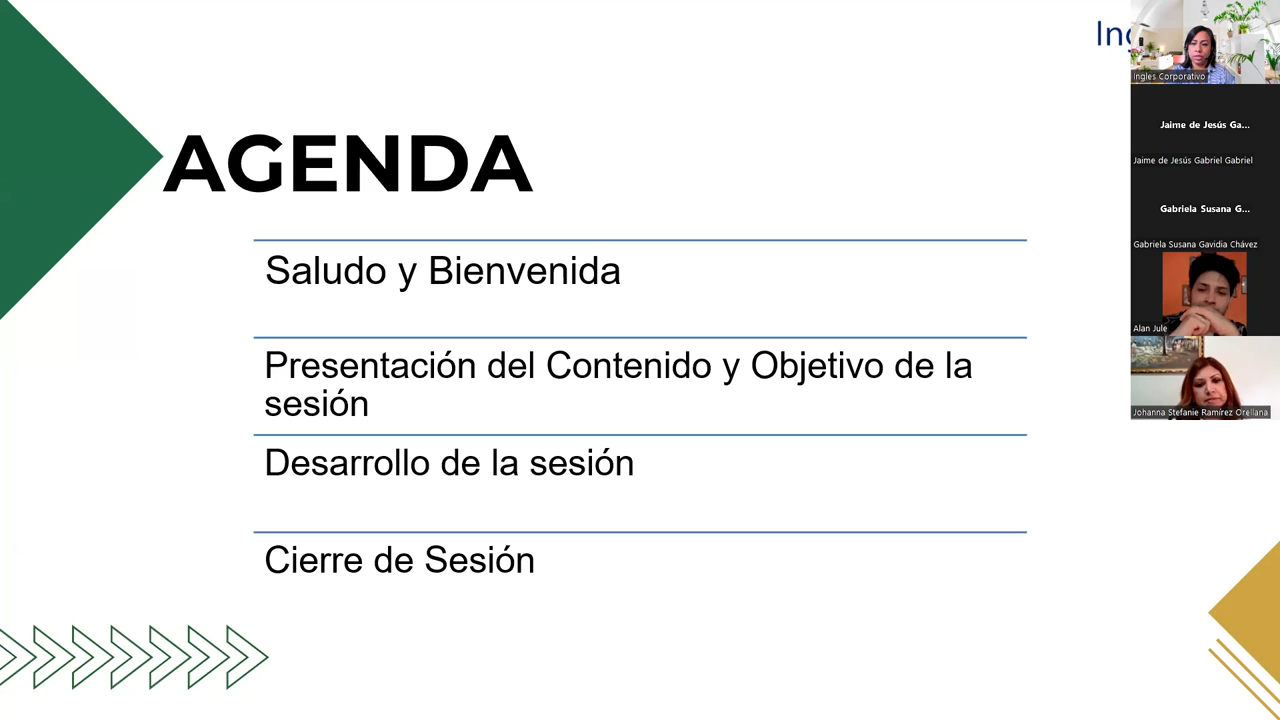 AGENDA
Saludo y Bienvenida
Presentación del Contenido y Objetivo de la
sesión
Desarrollo de la sesión
Cierre de Sesión
Ingles Corporativo
Jaime de Jesús Ga...
Jaime de Jesús Gabriel Gabriel
Gabriela Susana G...
Gabriela Susana Gavidia Chávez
Alan Jule
Johanna Stefanie Ramírez Orellana